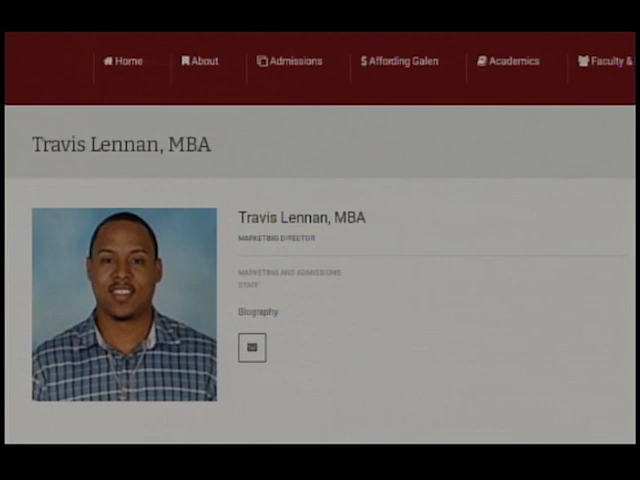 Home About Admissions $ Affording Galen Academics Faculty &
Travis Lennan, MBA
Travis Lennan, MBA
MARKETING DIRECTOR
MARKETING AND ADMISSIONS
STAFF
Biography